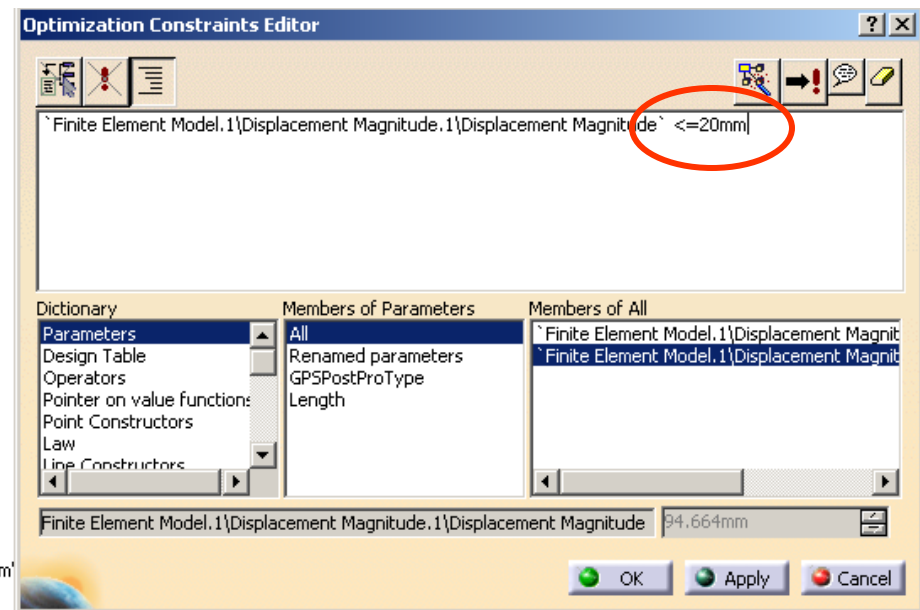 Optimization Constraints Editor
`Finite Element Model.1\Displacement Magnitude.1\Displacement Magnitude` <=20mm
Dictionary
Members of Parameters
Members of All
Parameters
Design Table
Operators
Pointer on value functions
Point Constructors
Law
Line Constructors
All
Renamed parameters
GPSPostProType
Length
`Finite Element Model.1\Displacement Magnit
`Finite Element Model.1\Displacement Magnit
Finite Element Model.1\Displacement Magnitude.1\Displacement Magnitude
94.664mm
m'
OK
Apply
Cancel